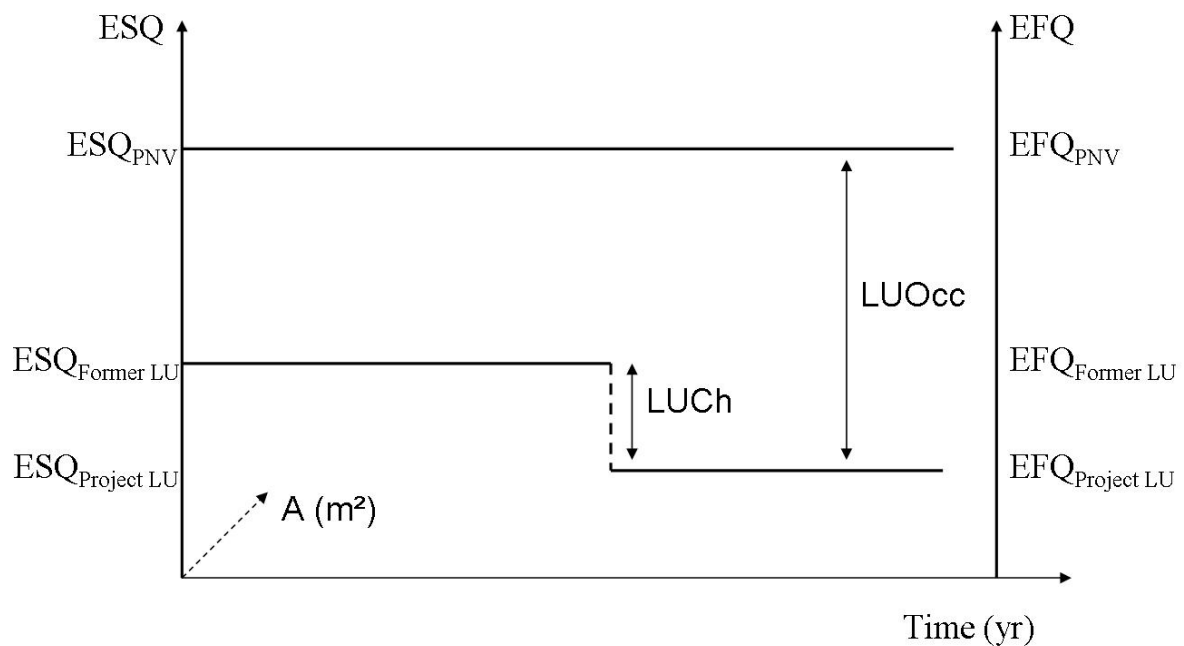 ESQ
EFQ
ESQPNV
EFQPNV
LUOcc
ESQFormer LU
EFQFormer LU
LUCh
ESQProject LU
EFQProject LU
A (m²)
Time (yr)